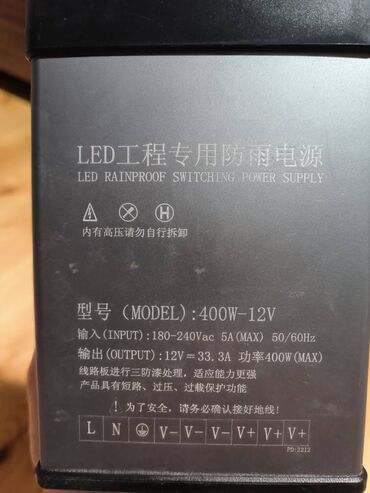 LED工程专用防雨电源
LED RAINPROOF SWITCHING POWER SUPPLY
H
内有高压请勿自行拆卸
型号 (MODEL):400W-12V
输入(INPUT):180-240Vac 5A(MAX) 50/60Hz
输出(OUTPUT):12V=33.3A 功率400W(MAX)
线路板进行三防漆处理，适应能力更强
产品具有短路、过压、过载保护功能
！为了安全，请务必确认接好地线！
L N V- V- V- V+ V+ V+
PD:2212